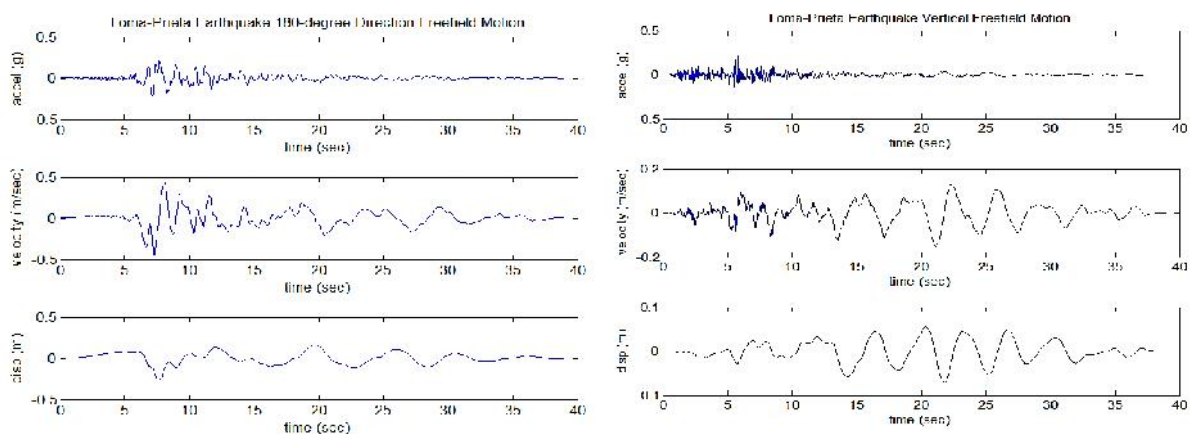 Loma-Prieta Earthquake 180-degree Direction Freefield Motion
0.5
accel (g)
0
0.5
0 5 10 15 20 25 30 35 40
time (sec)
0.5
velocity (m/sec)
0
-0.5
0 5 10 15 20 25 30 35 40
time (sec)
0.5
disp (m)
0
-0.5
0 5 10 15 20 25 30 35 40
time (sec)
Loma-Prieta Earthquake Vertical Freefield Motion
0.5
accel (g)
0
0.5
0 5 10 15 20 25 30 35 40
time (sec)
0.2
velocity (m/sec)
0
-0.2
0 5 10 15 20 25 30 35 40
time (sec)
0.1
disp (m)
0
0.1
0 5 10 15 20 25 30 35 40
time (sec)